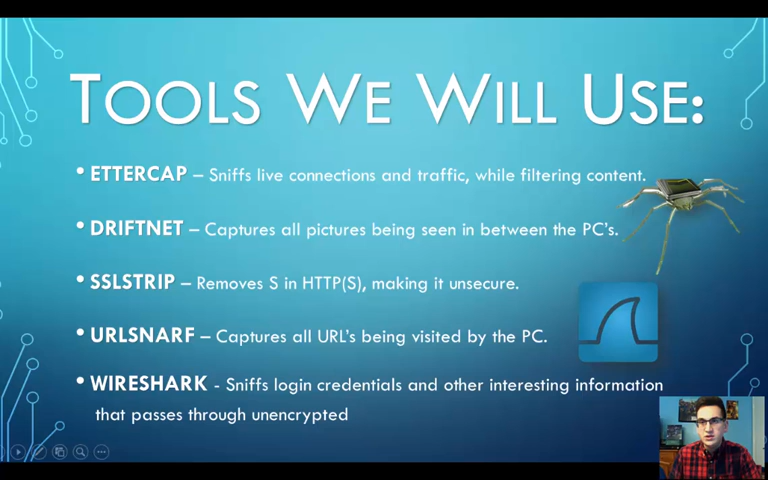 TOOLS WE WILL USE:
• ETTERCAP – Sniffs live connections and traffic, while filtering content.
• DRIFTNET – Captures all pictures being seen in between the PC's.
• SSLSTRIP – Removes S in HTTP(S), making it unsecure.
• URLSNARF – Captures all URL's being visited by the PC.
• WIRESHARK - Sniffs login credentials and other interesting information
that passes through unencrypted